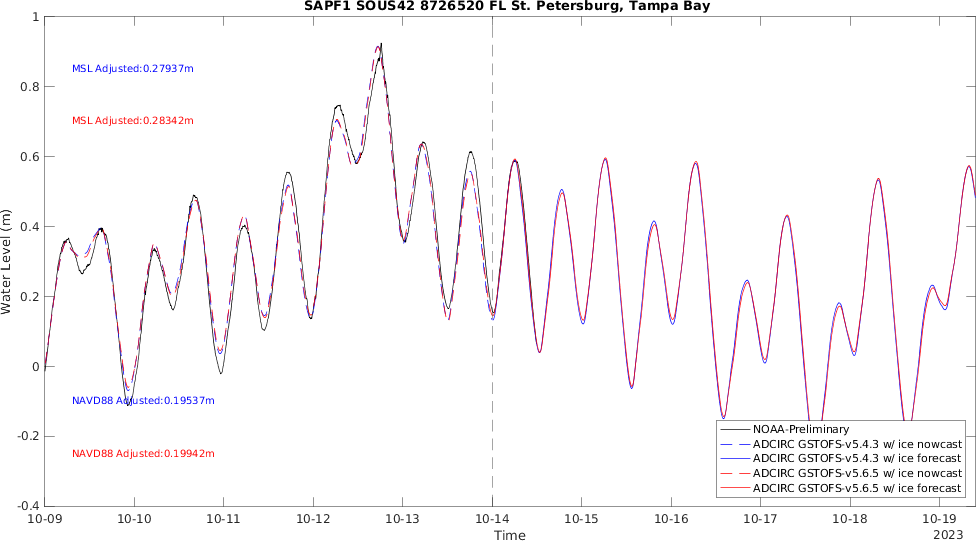 SAPF1 SOUS42 8726520 FL St. Petersburg, Tampa Bay
Water Level (m)
1
0.8
0.6
0.4
0.2
0
-0.2
-0.4
MSL Adjusted:0.27937m
MSL Adjusted:0.28342m
NAVD88 Adjusted:0.19537m
NAVD88 Adjusted:0.19942m
NOAA-Preliminary
ADCIRC GSTOFS-v5.4.3 w/ ice nowcast
ADCIRC GSTOFS-v5.4.3 w/ ice forecast
ADCIRC GSTOFS-v5.6.5 w/ ice nowcast
ADCIRC GSTOFS-v5.6.5 w/ ice forecast
10-09 10-10 10-11 10-12 10-13 10-14 10-15 10-16 10-17 10-18 10-19
Time
2023